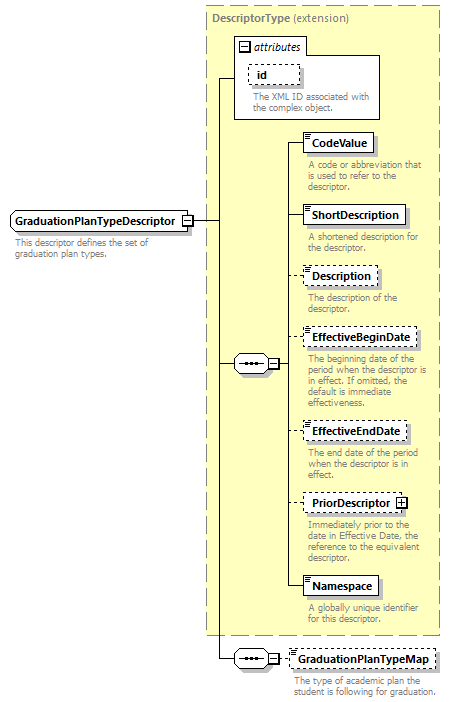 DescriptorType (extension)
attributes
id
The XML ID associated with
the complex object.
CodeValue
A code or abbreviation that
is used to refer to the
descriptor.
GraduationPlanTypeDescriptor
This descriptor defines the set of
graduation plan types.
ShortDescription
A shortened description for
the descriptor.
Description
The description of the
descriptor.
EffectiveBeginDate
The beginning date of the
period when the descriptor is
in effect. If omitted, the
default is immediate
effectiveness.
EffectiveEndDate
The end date of the period
when the descriptor is in
effect.
PriorDescriptor
Immediately prior to the
date in Effective Date, the
reference to the equivalent
descriptor.
Namespace
A globally unique identifier
for this descriptor.
GraduationPlanTypeMap
The type of academic plan the
student is following for graduation.